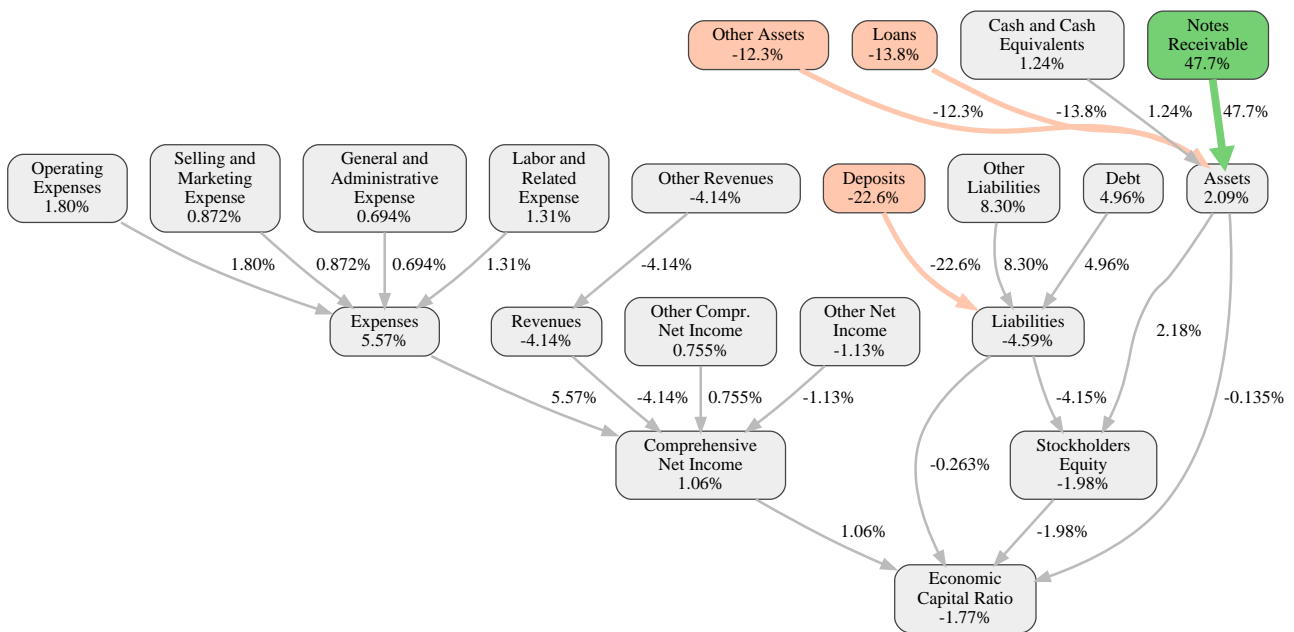 Other Assets
-12.3%
Loans
-13.8%
Cash and Cash
Equivalents
1.24%
Notes
Receivable
47.7%
-12.3%
-13.8%
1.24%
47.7%
Operating
Expenses
1.80%
Selling and
Marketing
Expense
0.872%
General and
Administrative
Expense
0.694%
Labor and
Related
Expense
1.31%
Other Revenues
-4.14%
Deposits
-22.6%
Other
Liabilities
8.30%
Debt
4.96%
Assets
2.09%
1.80%
0.872%
0.694%
1.31%
-4.14%
-22.6%
8.30%
4.96%
Expenses
5.57%
Revenues
-4.14%
Other Compr.
Net Income
0.755%
Other Net
Income
-1.13%
Liabilities
-4.59%
2.18%
5.57%
-4.14%
0.755%
-1.13%
-4.15%
-0.135%
Comprehensive
Net Income
1.06%
-0.263%
Stockholders
Equity
-1.98%
1.06%
-1.98%
Economic
Capital Ratio
-1.77%